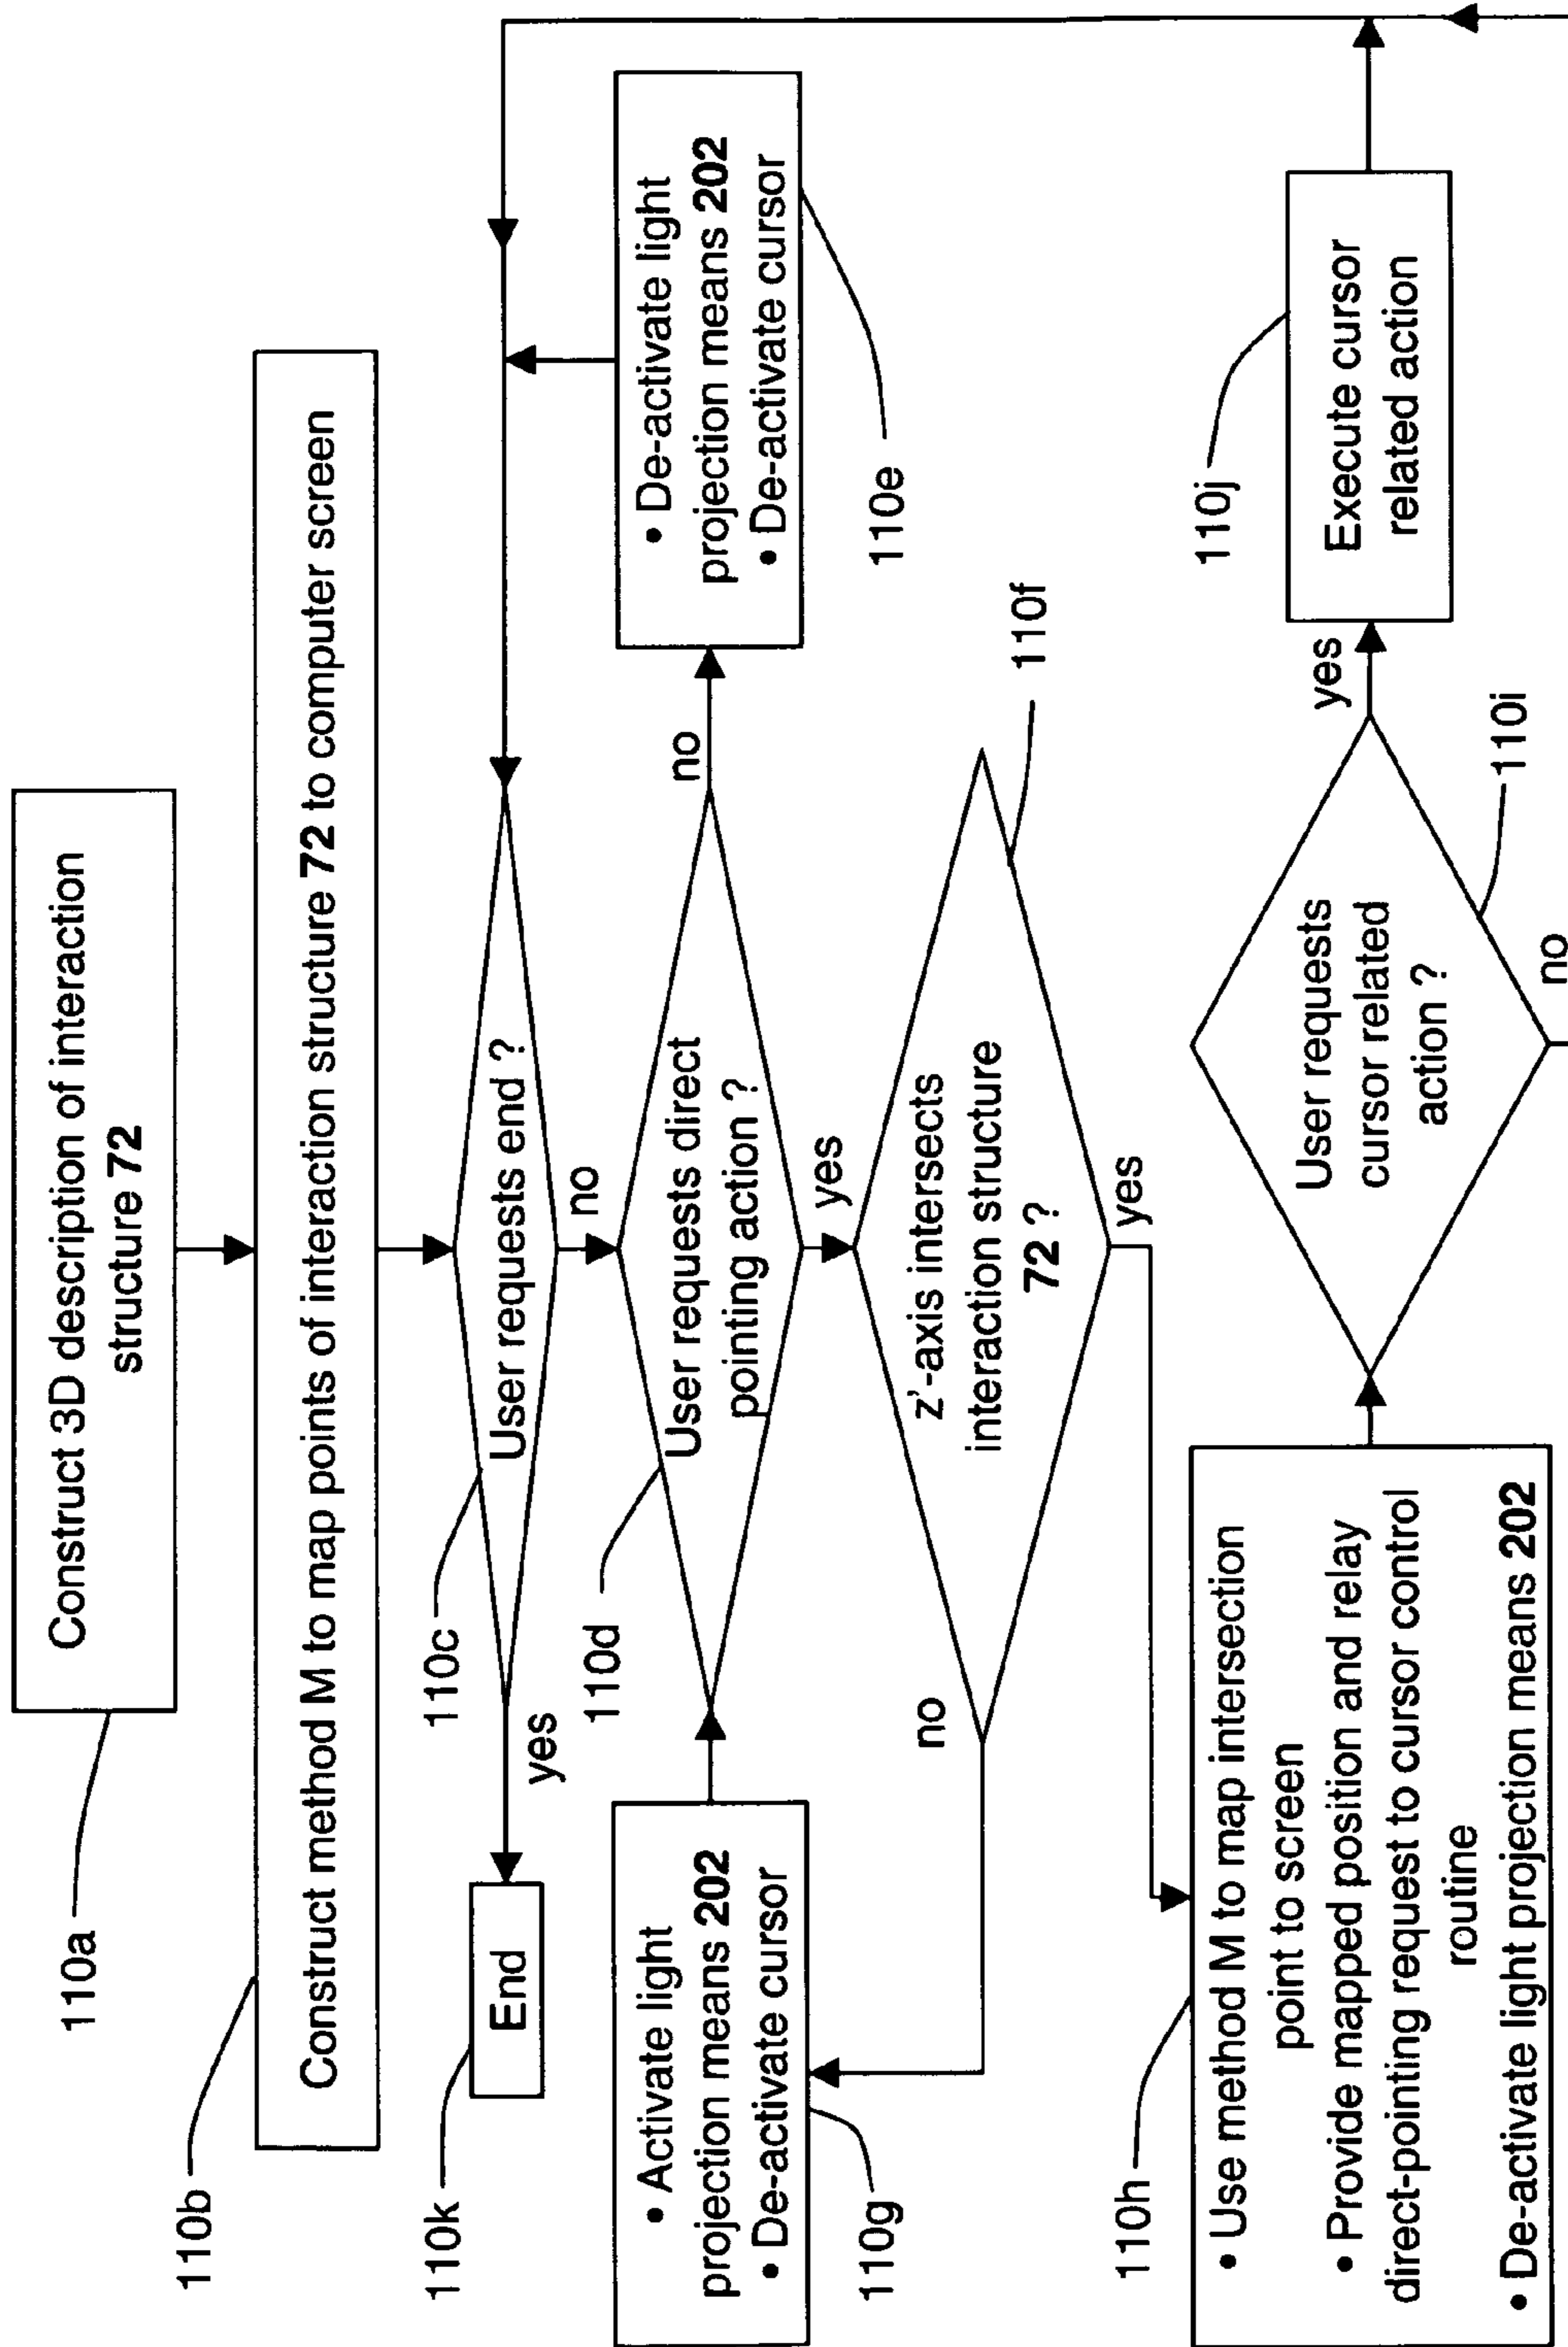 110a
Construct 3D description of interaction
structure 72
110b
Construct method M to map points of interaction structure 72 to computer screen
110k
End
yes
110c
User requests end ?
no
• Activate light
projection means 202
• De-activate cursor
110g
110d
User requests direct
pointing action ?
no
yes
• De-activate light
projection means 202
• De-activate cursor
110e
no
z'-axis intersects
interaction structure
72 ?
110f
yes
110h
• Use method M to map intersection
point to screen
• Provide mapped position and relay
direct-pointing request to cursor control
routine
• De-activate light projection means 202
User requests
cursor related
action ?
110i
yes
no
110j
Execute cursor
related action